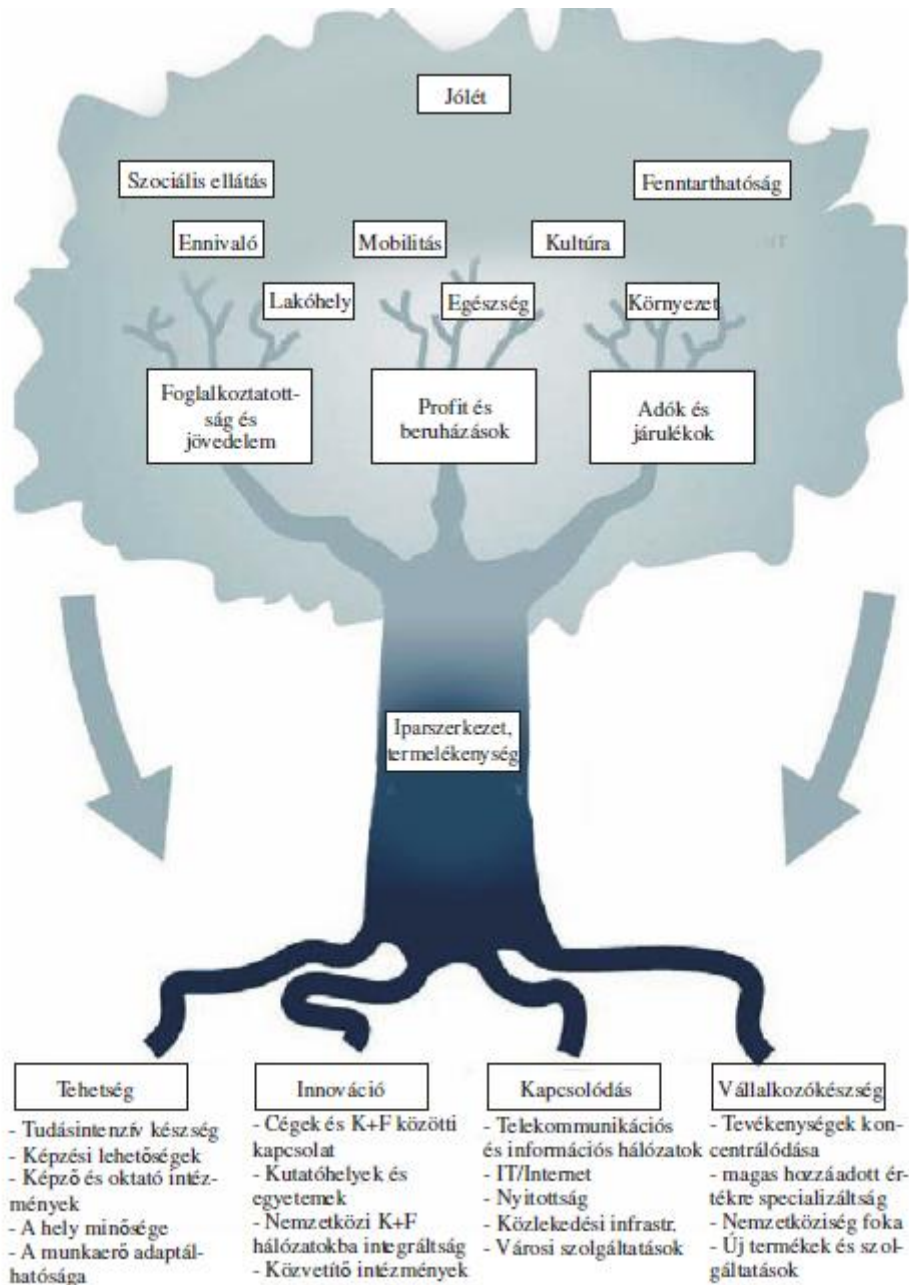 Jólét
Szociális ellátás
Fenntarthatóság
Ennivaló
Mobilitás
Kultúra
Lakóhely
Egészség
Környezet
Foglalkoztatott-
ság és
jövedelem
Profit és
beruházások
Adók és
járulékok
Iparszerkezet,
termelékenység
Tehetség
- Tudásintenzív készség
- Képzési lehetőségek
- Képző és oktató intéz-
mények
- A hely minősége
- A munkaerő adaptál-
hatósága
Innováció
- Cégek és K+F közötti
kapcsolat
- Kutatóhelyek és
egyetemek
- Nemzetközi K+F
hálózatokba integráltság
- Közvetítő intézmények
Kapcsolódás
- Telekommunikációs
és információs hálózatok
- IT/Internet
- Nyitottság
- Közlekedési infrastr.
- Városi szolgáltatások
Vállalkozókészség
- Tevékenységek kon-
centrálódása
- magas hozzáadott ér-
tékre specializáltság
- Nemzetköziség foka
- Új termékek és szol-
gáltatások